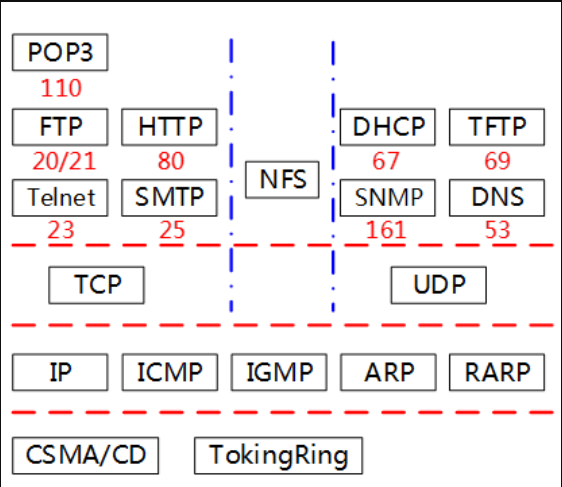 POP3
110
FTP HTTP DHCP TFTP
20/21 80 67 69
NFS
Telnet SMTP SNMP DNS
23 25 161 53
TCP UDP
IP ICMP IGMP ARP RARP
CSMA/CD TokingRing